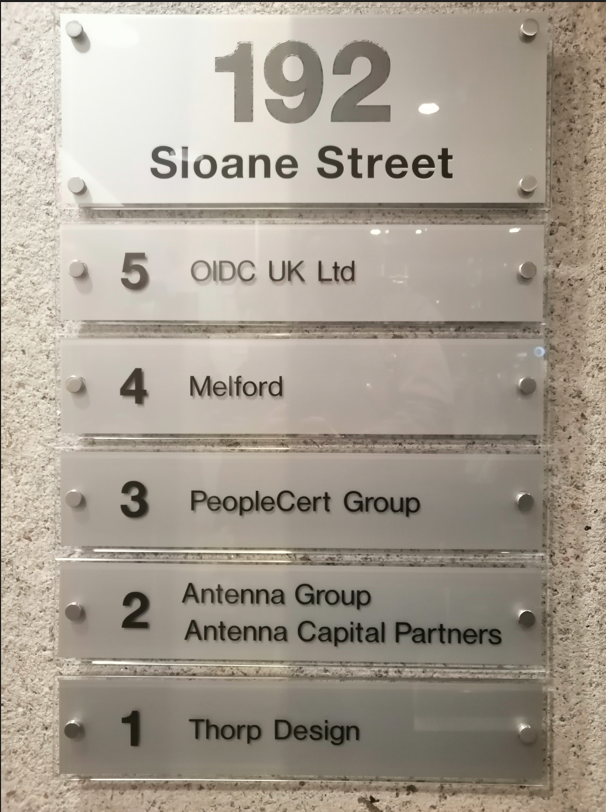 192
Sloane Street
5 OIDC UK Ltd
4 Melford
3 PeopleCert Group
2 Antenna Group
Antenna Capital Partners
1 Thorp Design